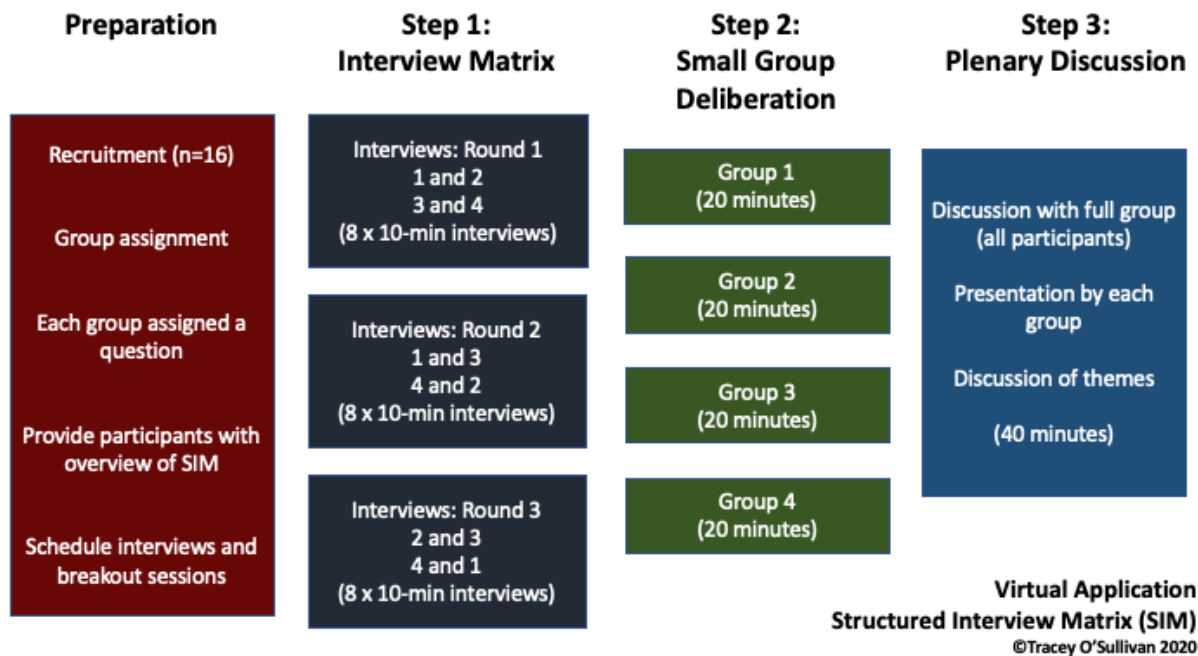 Preparation
Recruitment (n=16)
Group assignment
Each group assigned a
question
Provide participants with
overview of SIM
Schedule interviews and
breakout sessions
Step 1:
Interview Matrix
Interviews: Round 1
1 and 2
3 and 4
(8 x 10-min interviews)
Interviews: Round 2
1 and 3
4 and 2
(8 x 10-min interviews)
Interviews: Round 3
2 and 3
4 and 1
(8 x 10-min interviews)
Step 2:
Small Group
Deliberation
Group 1
(20 minutes)
Group 2
(20 minutes)
Group 3
(20 minutes)
Group 4
(20 minutes)
Step 3:
Plenary Discussion
Discussion with full group
(all participants)
Presentation by each
group
Discussion of themes
(40 minutes)
Virtual Application
Structured Interview Matrix (SIM)
©Tracey O'Sullivan 2020